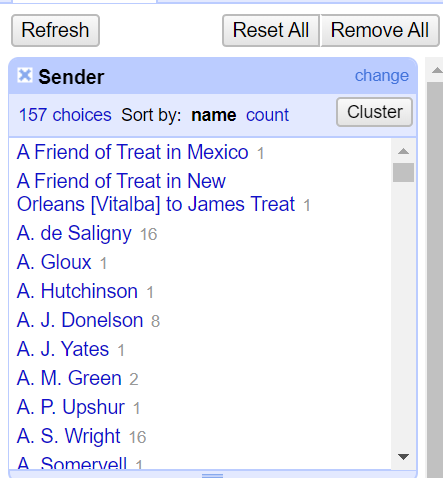 Refresh Reset All Remove All
Sender change
157 choices Sort by: name count Cluster
A Friend of Treat in Mexico 1
A Friend of Treat in New
Orleans [Vitalba] to James Treat 1
A. de Saligny 16
A. Gloux 1
A. Hutchinson 1
A. J. Donelson 8
A. J. Yates 1
A. M. Green 2
A. P. Upshur 1
A. S. Wright 16
A. Somervell 1